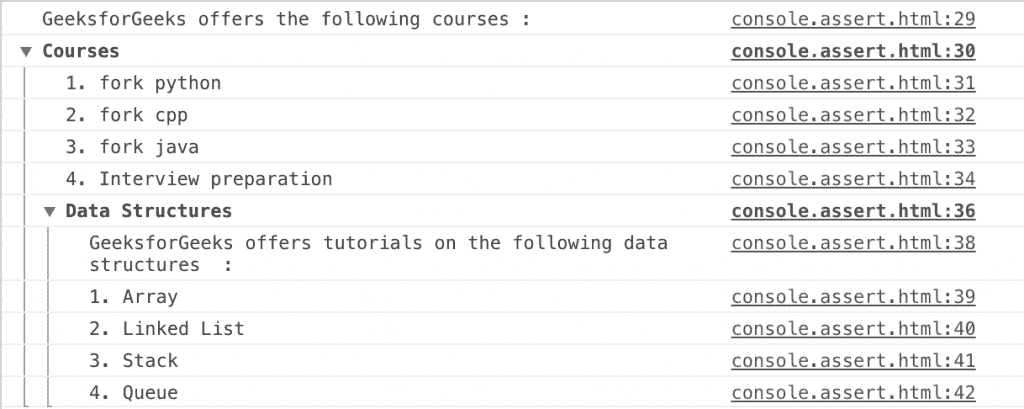 GeeksforGeeks offers the following courses : console.assert.html:29
▼ Courses console.assert.html:30
1. fork python console.assert.html:31
2. fork cpp console.assert.html:32
3. fork java console.assert.html:33
4. Interview preparation console.assert.html:34
▼ Data Structures console.assert.html:36
GeeksforGeeks offers tutorials on the following data console.assert.html:38
structures  :
1. Array console.assert.html:39
2. Linked List console.assert.html:40
3. Stack console.assert.html:41
4. Queue console.assert.html:42